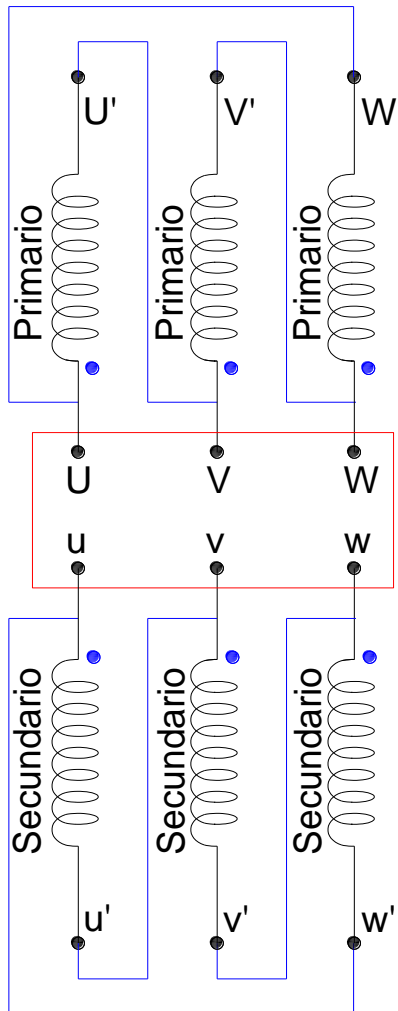 U' V' W
Primario Primario Primario
U V W
u v w
Secundario Secundario Secundario
u' v' w'